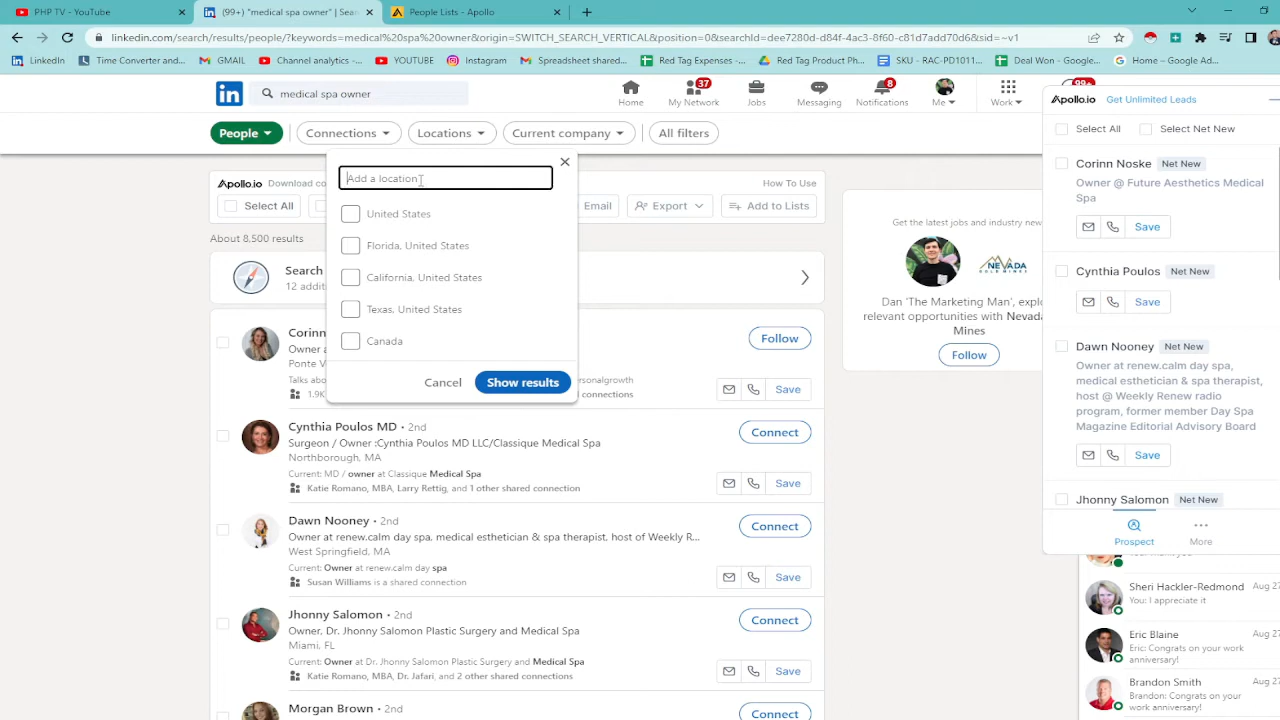 PHP TV - YouTube
(99+) "medical spa owner" | Sear
People Lists - Apollo
linkedin.com/search/results/people/?keywords=medical%20spa%20owner&origin=SWITCH_SEARCH_VERTICAL&position=0&searchId=dee7280d-d84f-4ac3-8f60-c81d7add70d6&sid=~v1
LinkedIn
Time Converter and...
GMAIL
Channel analytics -...
YOUTUBE
Instagram
Spreadsheet shared...
Red Tag Expenses -...
Red Tag Product Ph...
SKU - RAC-PD1011...
Deal Won - Google...
Home – Google Ad...
in
medical spa owner
Home
37
My Network
Jobs
Messaging
8
Notifications
Me
Work
99+
People
Connections
Locations
Current company
All filters
Add a location
United States
Florida, United States
California, United States
Texas, United States
Canada
Cancel
Show results
Apollo.io Download co
How To Use
Select All
Email
Export
Add to Lists
About 8,500 results
Search
12 addit
Corinn
Owner a
Ponte V
Talks abou
ersonalgrowth
1.9K
connections
Follow
Save
Cynthia Poulos MD • 2nd
Surgeon / Owner :Cynthia Poulos MD LLC/Classique Medical Spa
Northborough, MA
Current: MD / owner at Classique Medical Spa
Katie Romano, MBA, Larry Rettig, and 1 other shared connection
Connect
Save
Dawn Nooney • 2nd
Owner at renew.calm day spa, medical esthetician & spa therapist, host of Weekly R...
West Springfield, MA
Current: Owner at renew.calm day spa
Susan Williams is a shared connection
Connect
Save
Jhonny Salomon • 2nd
Owner, Dr. Jhonny Salomon Plastic Surgery and Medical Spa
Miami, FL
Current: Owner at Dr. Jhonny Salomon Plastic Surgery and Medical Spa
Katie Romano, MBA, Dr. Jafari, and 2 other shared connections
Connect
Save
Morgan Brown • 2nd
Connect
Get the latest jobs and industry new
NEVADA
GOLD MINES
Dan 'The Marketing Man', explo
relevant opportunities with Nevad
Mines
Follow
Apollo.io
Get Unlimited Leads
Select All
Select Net New
Corinn Noske Net New
Owner @ Future Aesthetics Medical
Spa
Save
Cynthia Poulos Net New
Save
Dawn Nooney Net New
Owner at renew.calm day spa,
medical esthetician & spa therapist,
host @ Weekly Renew radio
program, former member Day Spa
Magazine Editorial Advisory Board
Save
Jhonny Salomon Net New
Prospect
More
Sheri Hackler-Redmond Aug 27
You: I appreciate it
Eric Blaine Aug 27
Eric: Congrats on your work
anniversary!
Brandon Smith Aug 27
Brandon: Congrats on your
work anniversary!